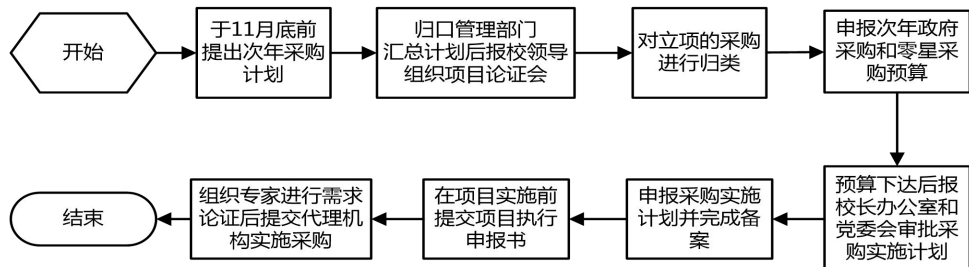 开始
于11月底前
提出次年采购
计划
归口管理部门
汇总计划后报校领导
组织项目论证会
对立项的采购
进行归类
申报次年政府
采购和零星采
购预算
预算下达后报
校长办公室和
党委会审批采
购实施计划
申报采购实施
计划并完成备
案
在项目实施前
提交项目执行
申报书
组织专家进行需求
论证后提交代理机
构实施采购
结束